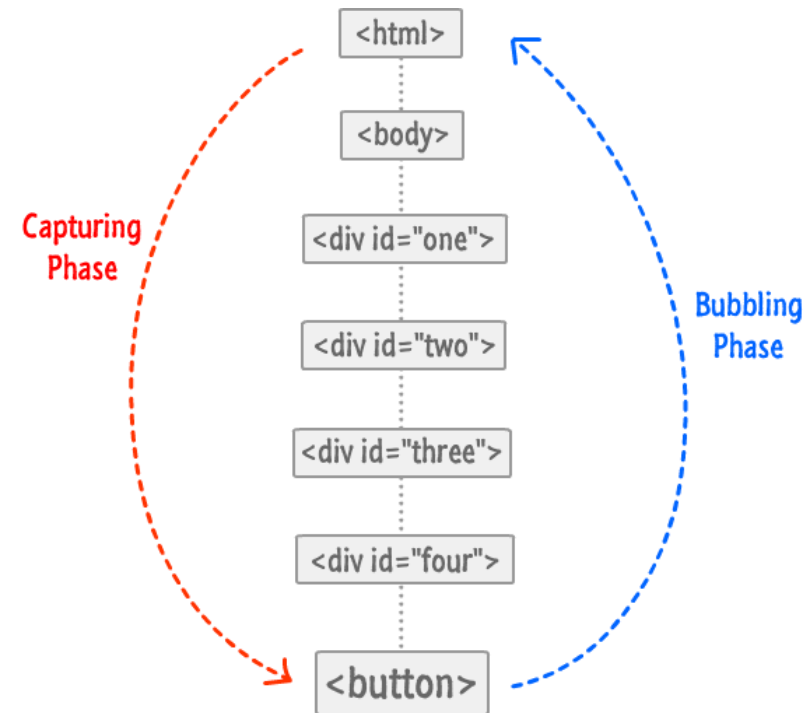 <html>
<body>
Capturing
Phase
<div id="one">
<div id="two">
Bubbling
Phase
<div id="three">
<div id="four">
<button>